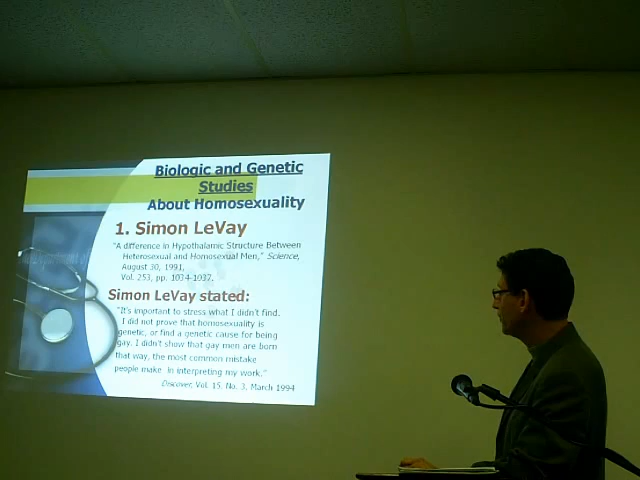 Biologic and Genetic
Studies
About Homosexuality
1. Simon LeVay
"A difference in Hypothalamic Structure Between
Heterosexual and Homosexual Men," Science,
August 30, 1991,
Vol. 253, pp. 1034-1037.
Simon LeVay stated:
"It's important to stress what I didn't find.
I did not prove that homosexuality is
genetic, or find a genetic cause for being
gay. I didn't show that gay men are born
that way, the most common mistake
people make in interpreting my work."
Discover, Vol. 15. No. 3, March 1994